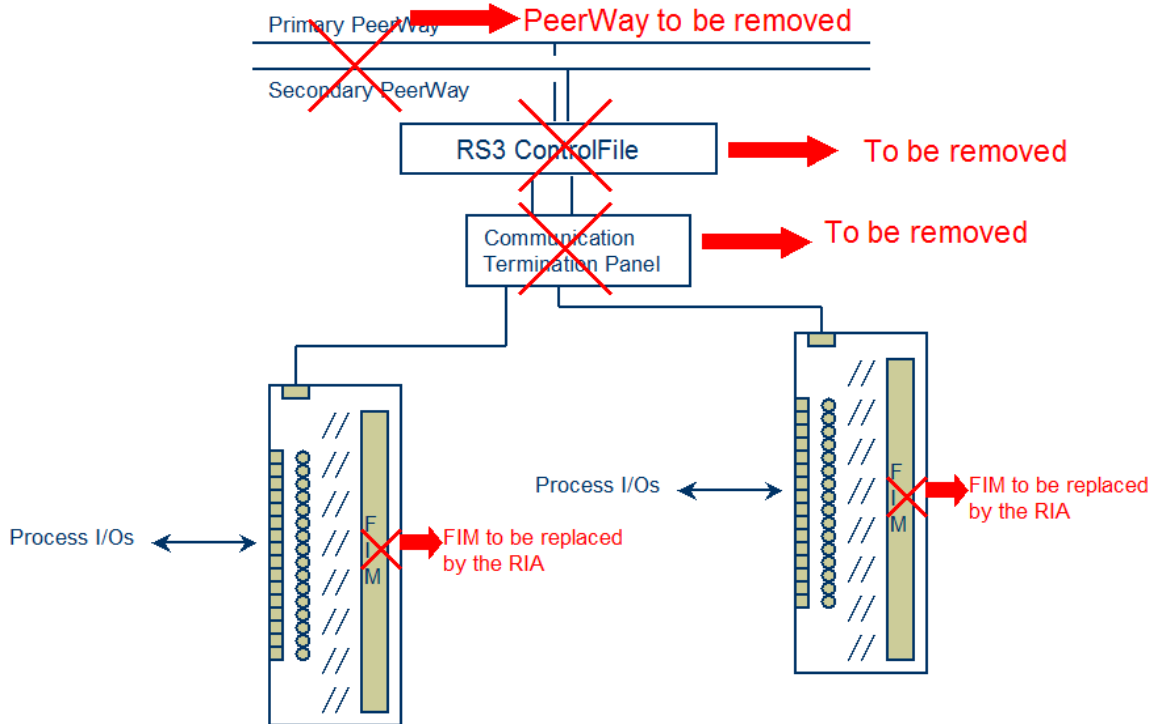 Primary PeerWay
PeerWay to be removed
Secondary PeerWay
RS3 ControlFile
To be removed
Communication
Termination Panel
To be removed
Process I/Os
F
I
M
FIM to be replaced
by the RIA
Process I/Os
F
I
M
FIM to be replaced
by the RIA